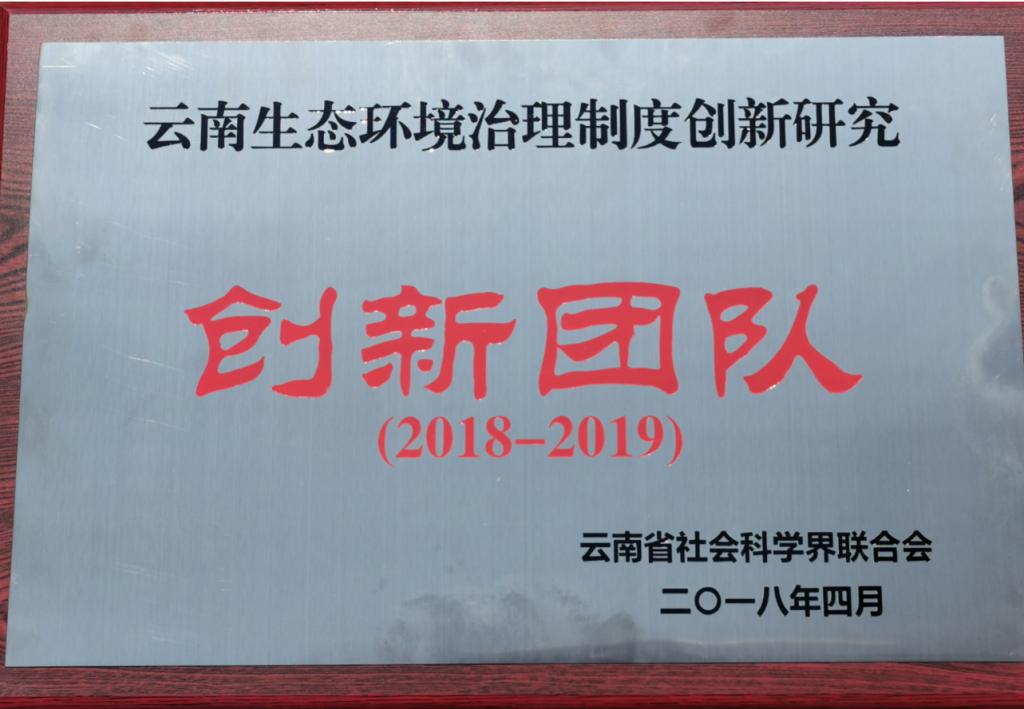 云南生态环境治理制度创新研究
创新团队
(2018-2019)
云南省社会科学界联合会
二〇一八年四月